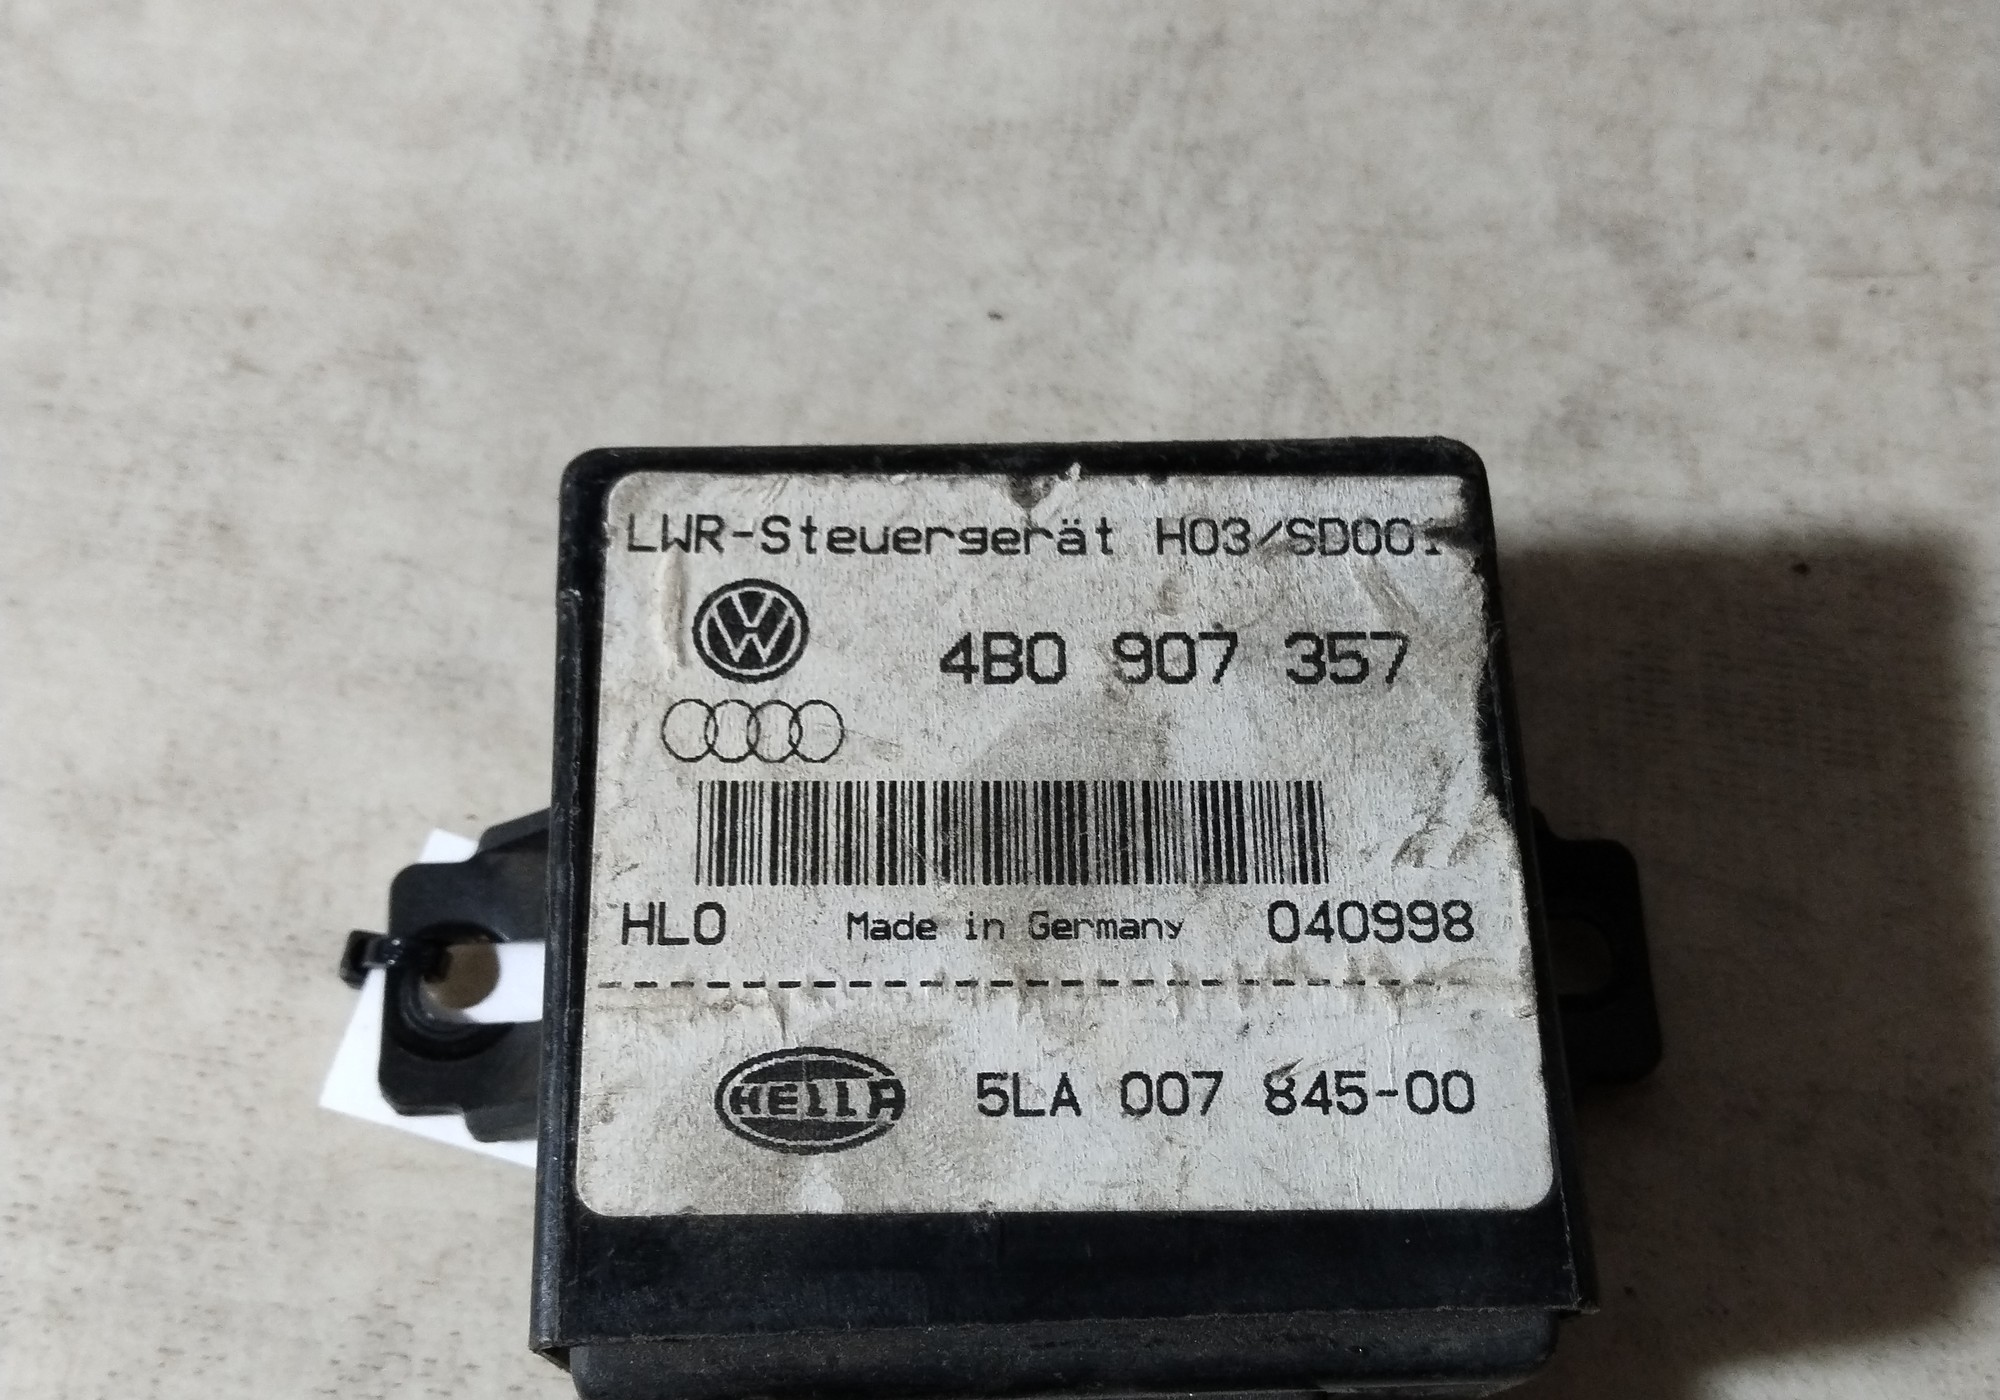 LWR-Steuergerät H03/SD001
4B0 907 357
HLO Made in Germany 040998
HELLA 5LA 007 845-00